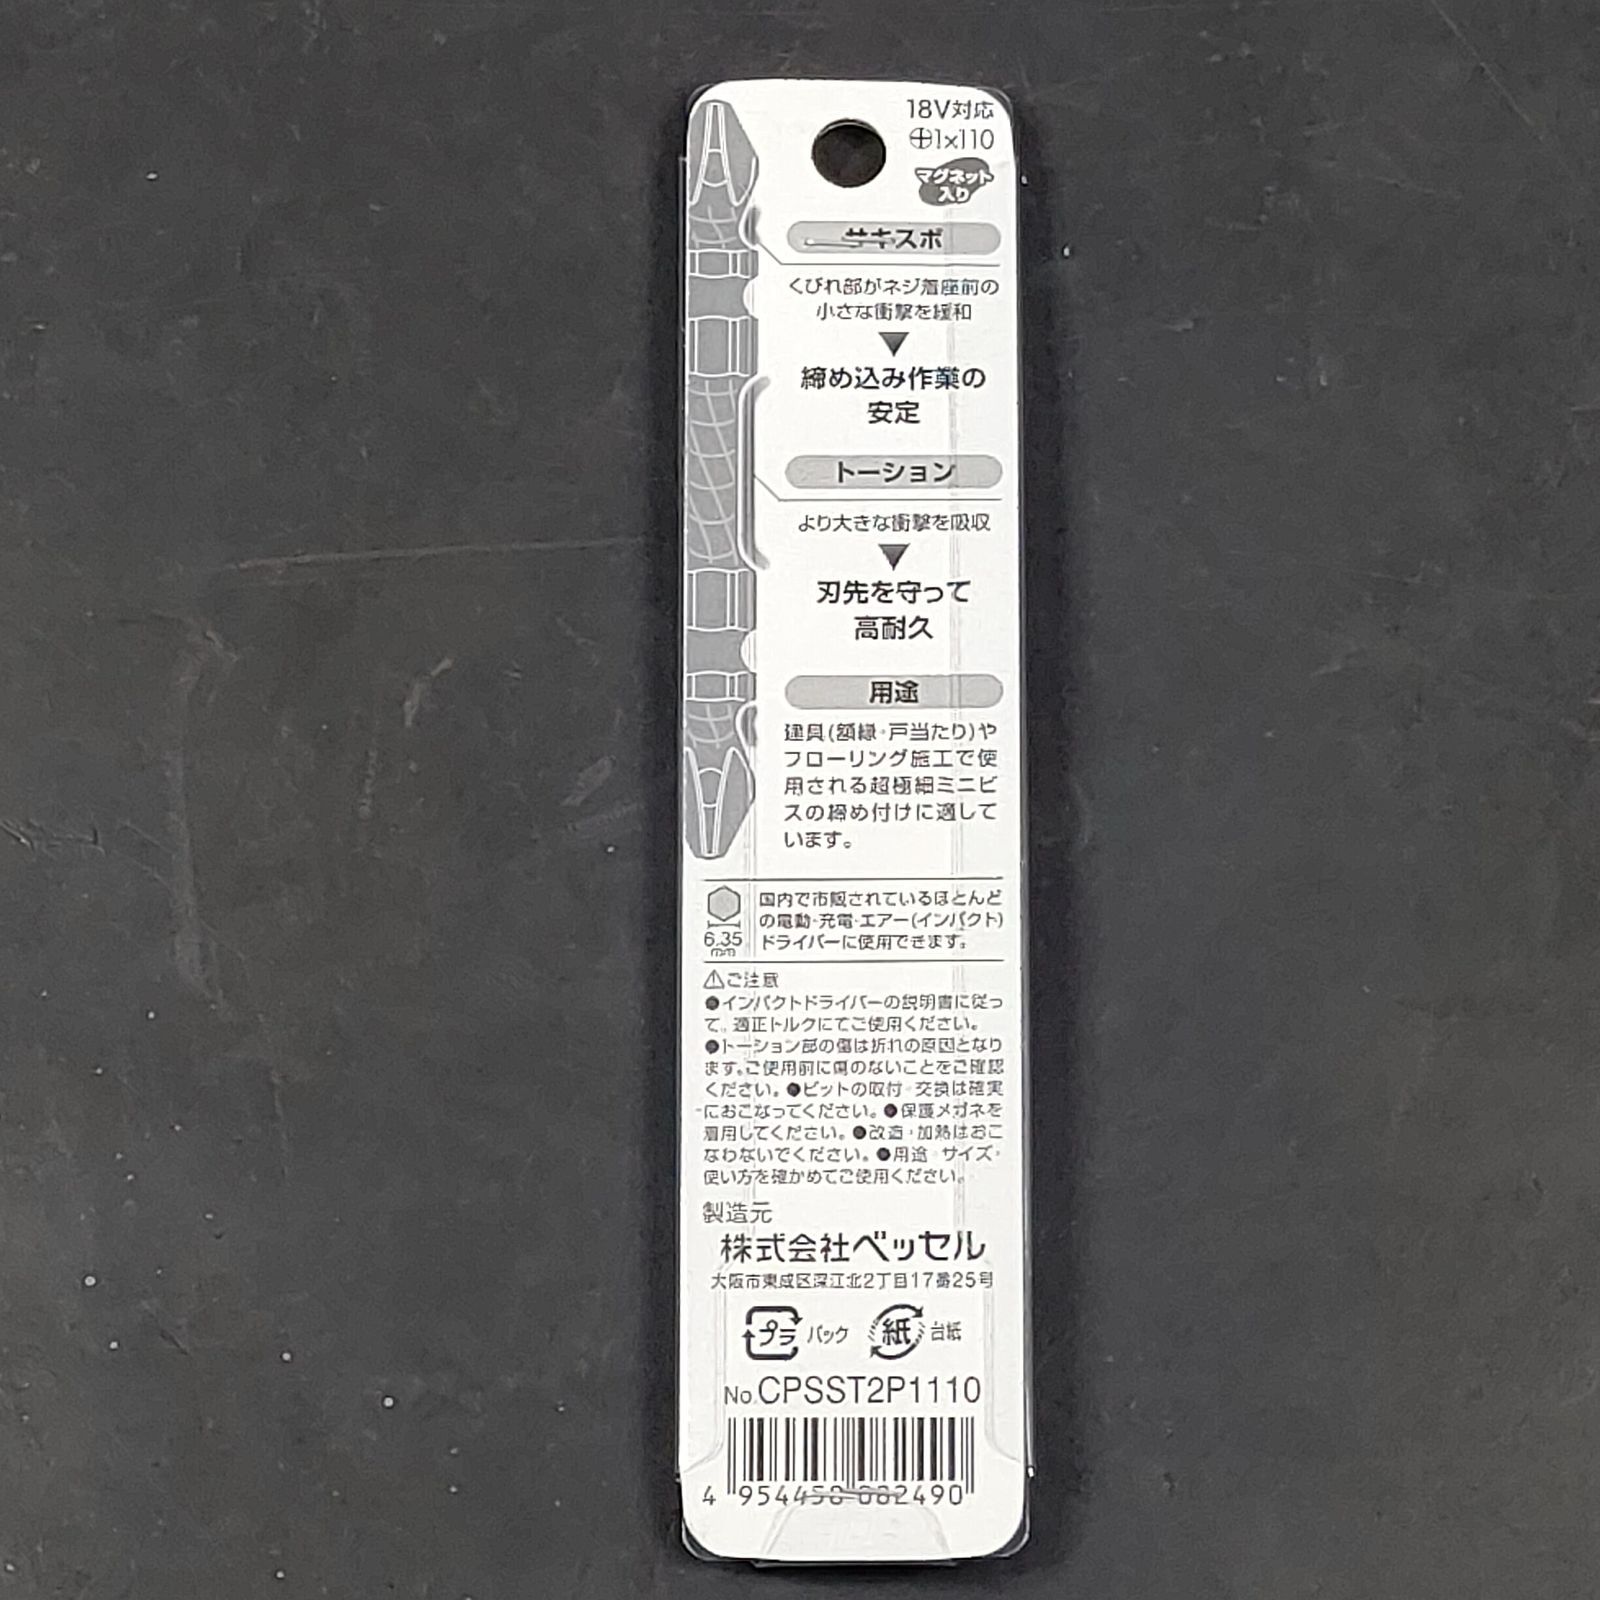 18V対応
⊕1×110
マグネット
入り
サキスボ
くびれ部がネジ着座前の
小さな衝撃を緩和
▼
締め込み作業の
安定
トーション
より大きな衝撃を吸収
▼
刃先を守って
高耐久
用途
建具(額縁・戸当たり)や
フローリング施工で使
用される超極細ミニビ
スの締め付けに適して
います。
6.35
mm
国内で市販されているほとんど
の電動・充電・エアー(インパクト)
ドライバーに使用できます。
⚠ご注意
●インパクトドライバーの説明書に従っ
て、適正トルクにてご使用ください。
●トーション部の傷は折れの原因となり
ます。ご使用前に傷のないことをご確認
ください。●ビットの取付・交換は確実
におこなってください。●保護メガネを
着用してください。●改造・加熱はおこ
なわないでください。●用途・サイズ・
使い方を確かめてご使用ください。
製造元
株式会社ベッセル
大阪市東成区深江北2丁目17番25号
プラ パック 紙 台紙
No.CPSST2P1110
4 954458 082490